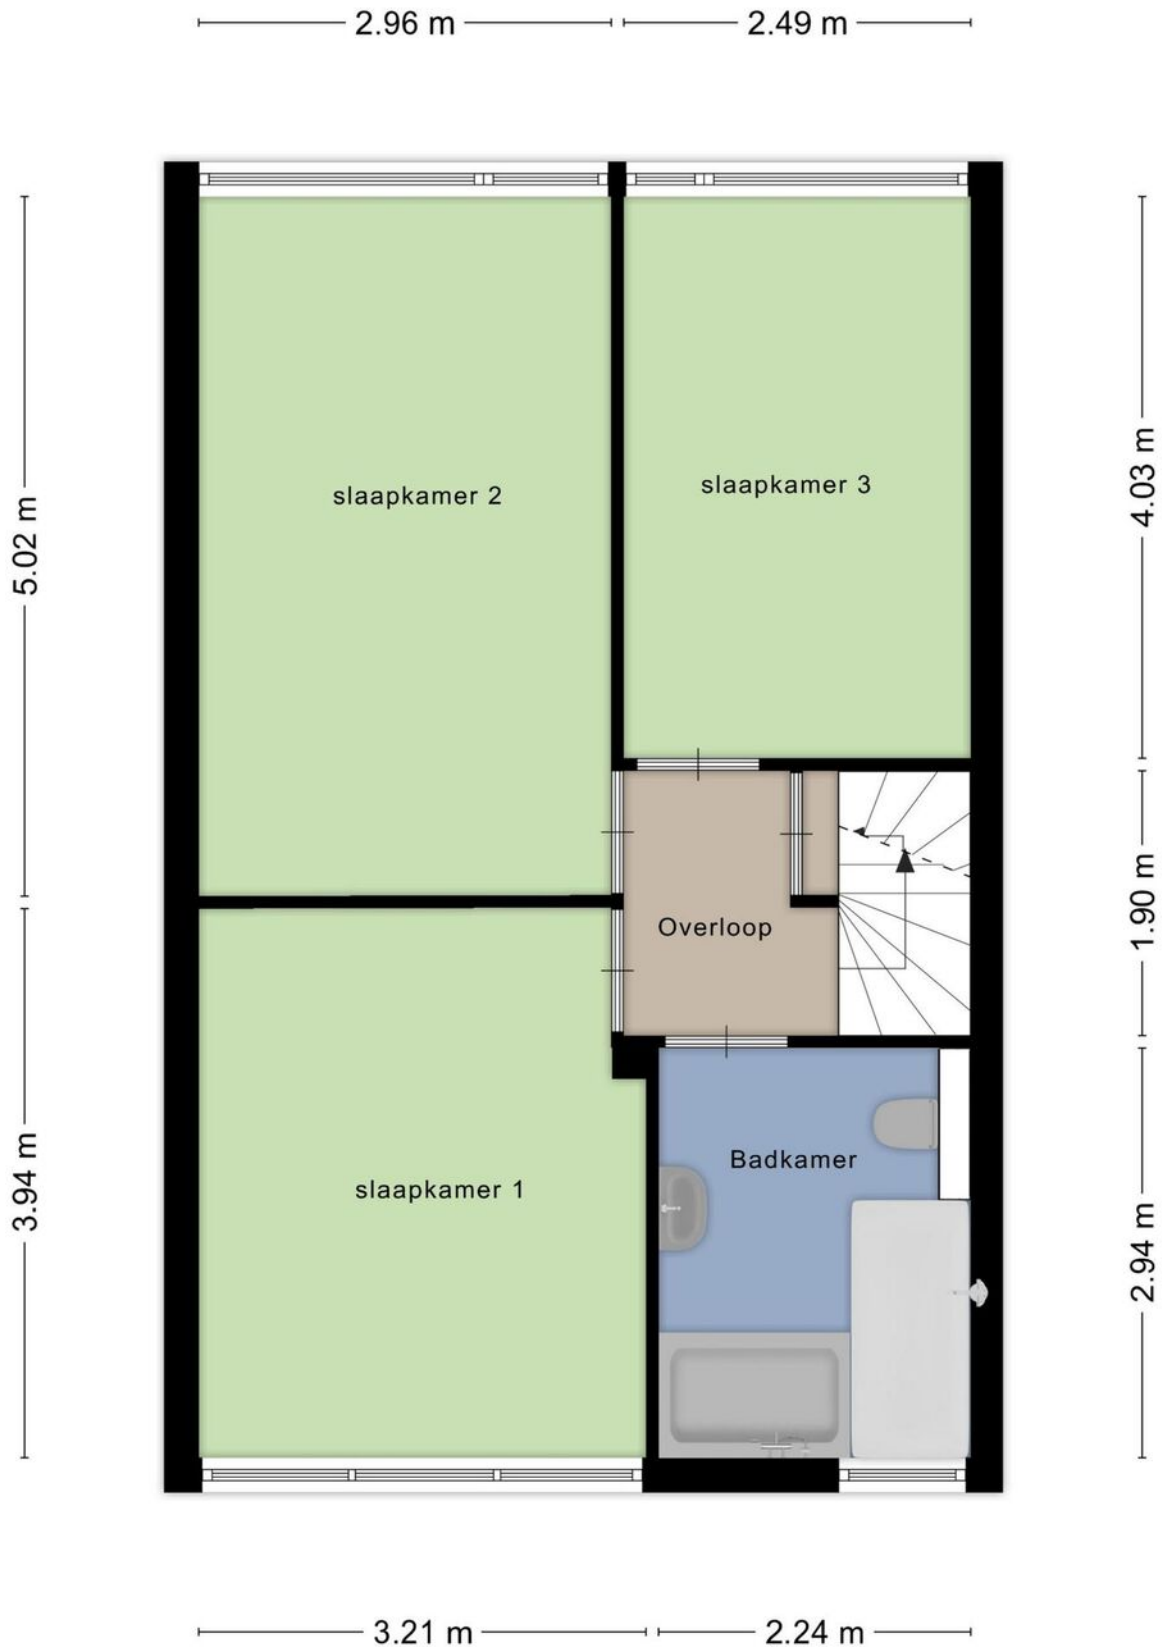 2.96 m
2.49 m
slaapkamer 2
slaapkamer 3
5.02 m
4.03 m
Overloop
1.90 m
Badkamer
slaapkamer 1
3.94 m
2.94 m
3.21 m
2.24 m